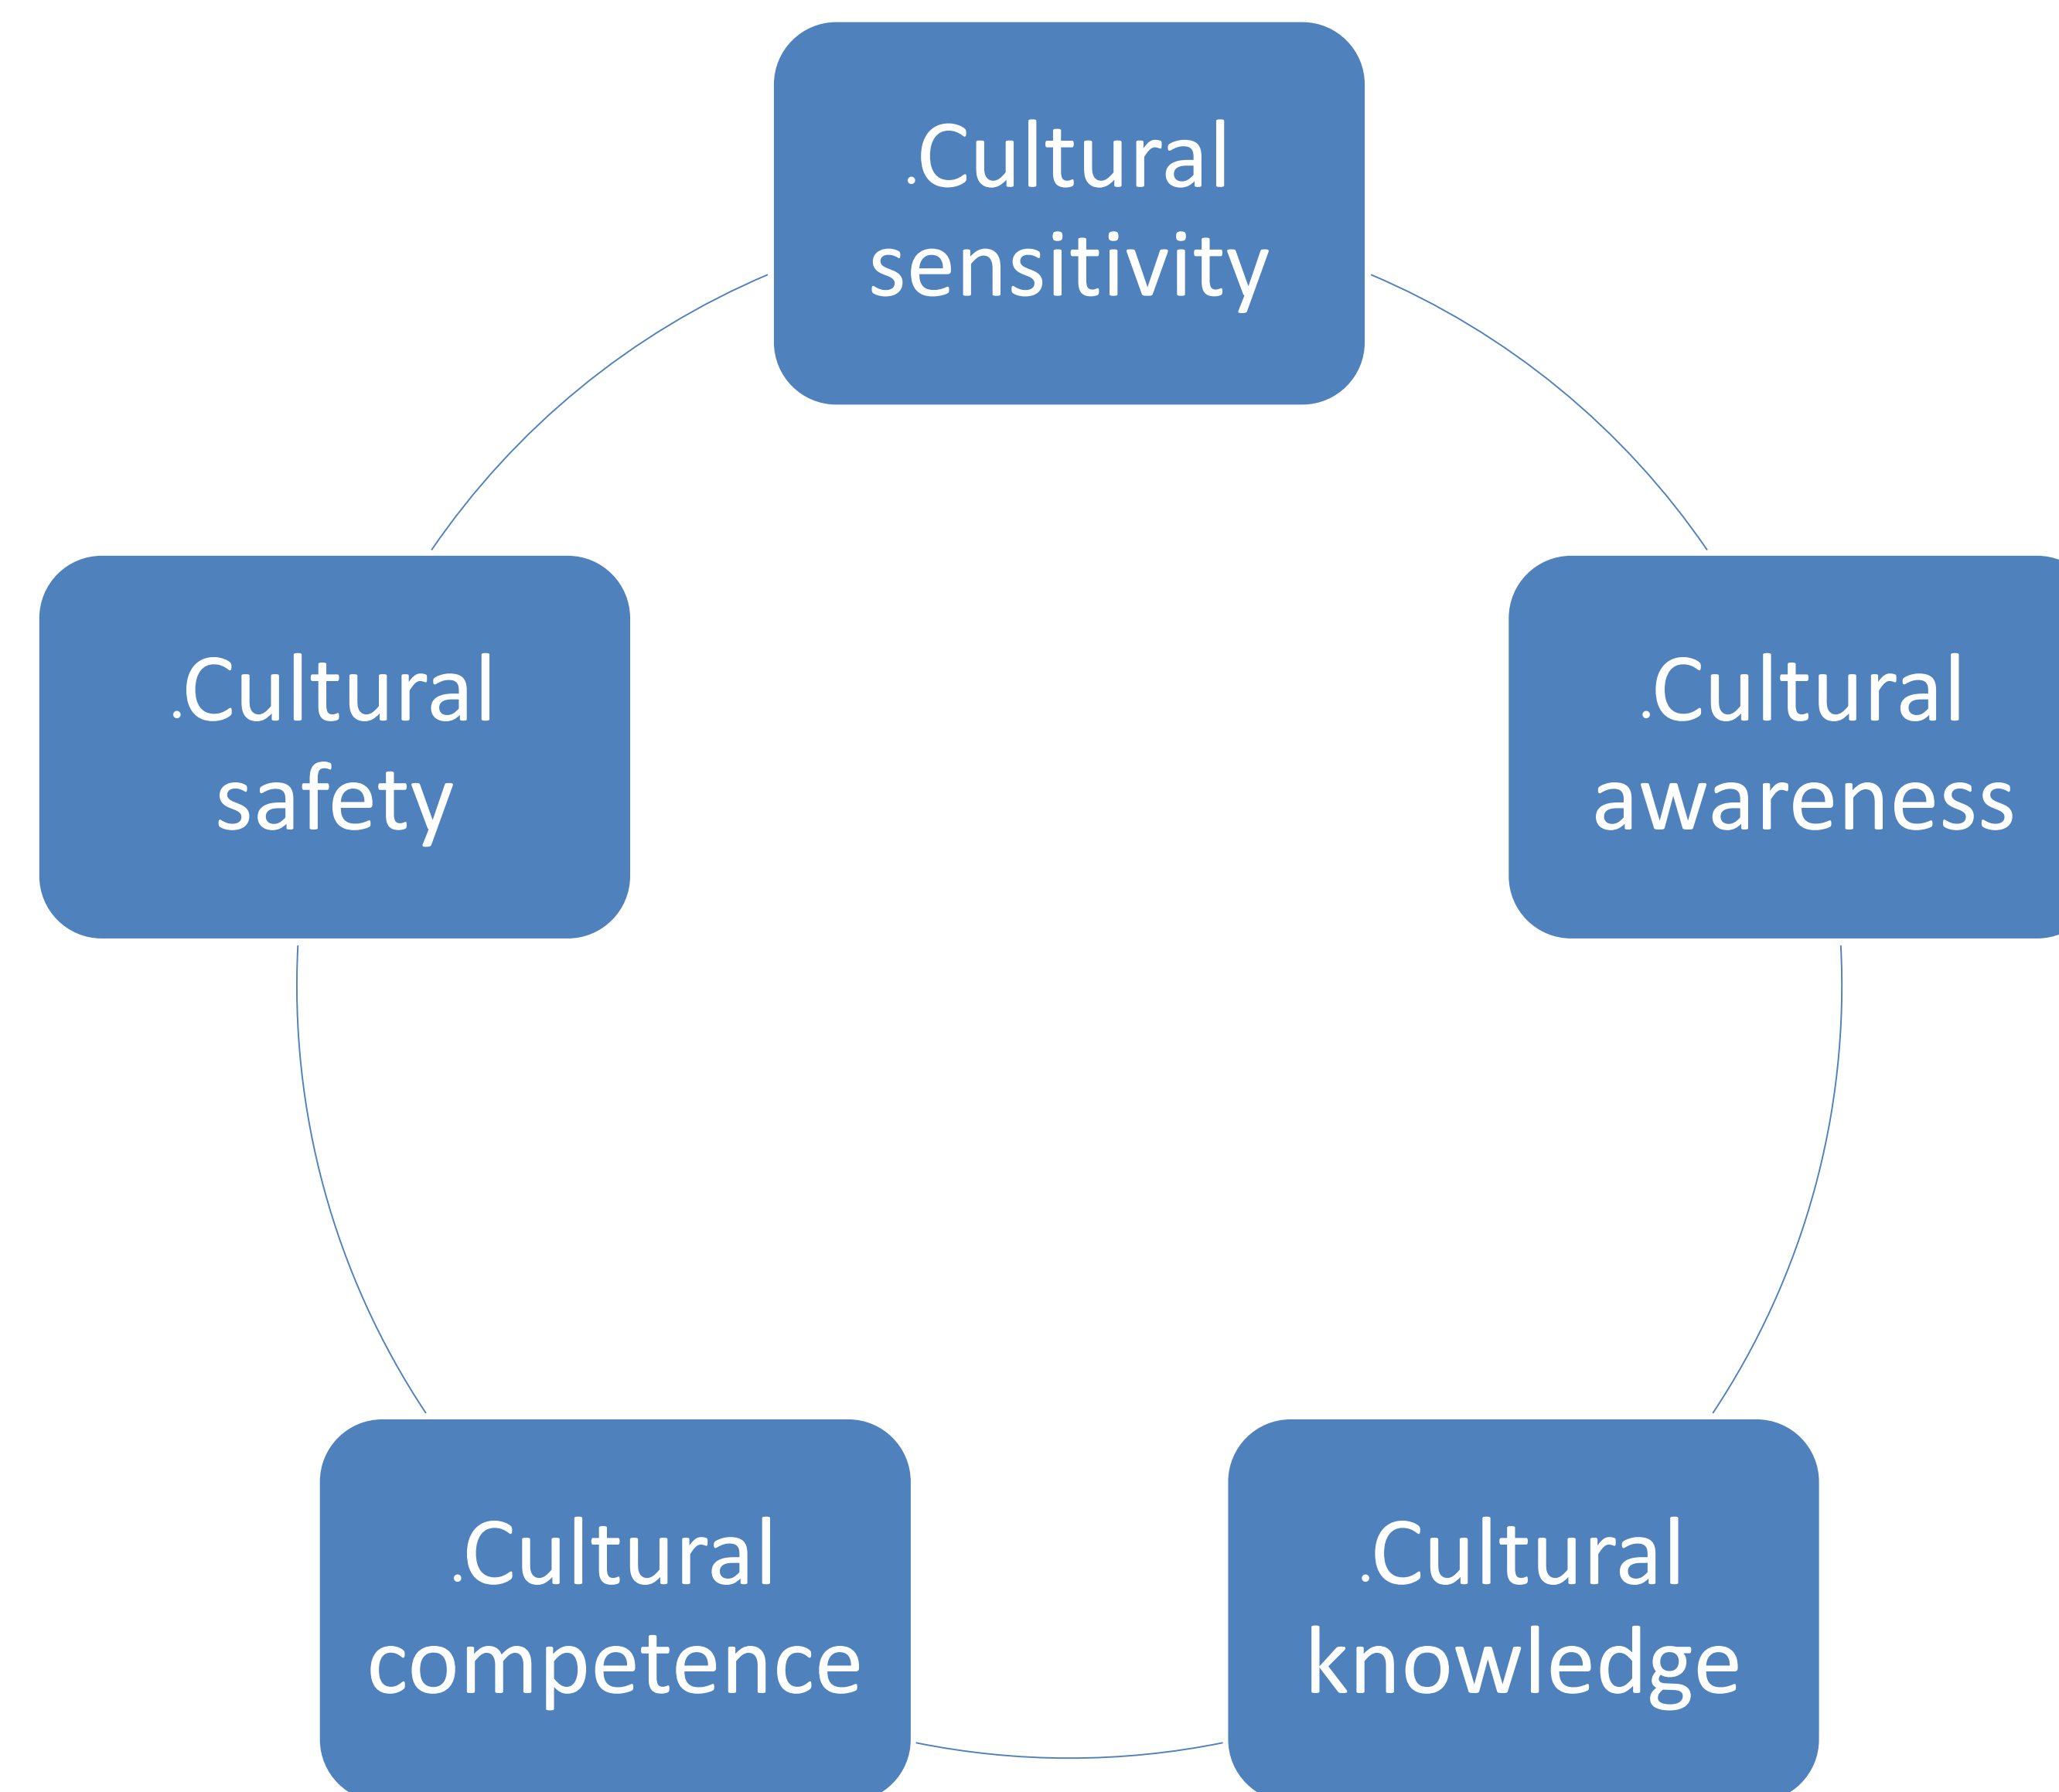 .Cultural
sensitivity
.Cultural
awareness
.Cultural
knowledge
.Cultural
competence
.Cultural
safety